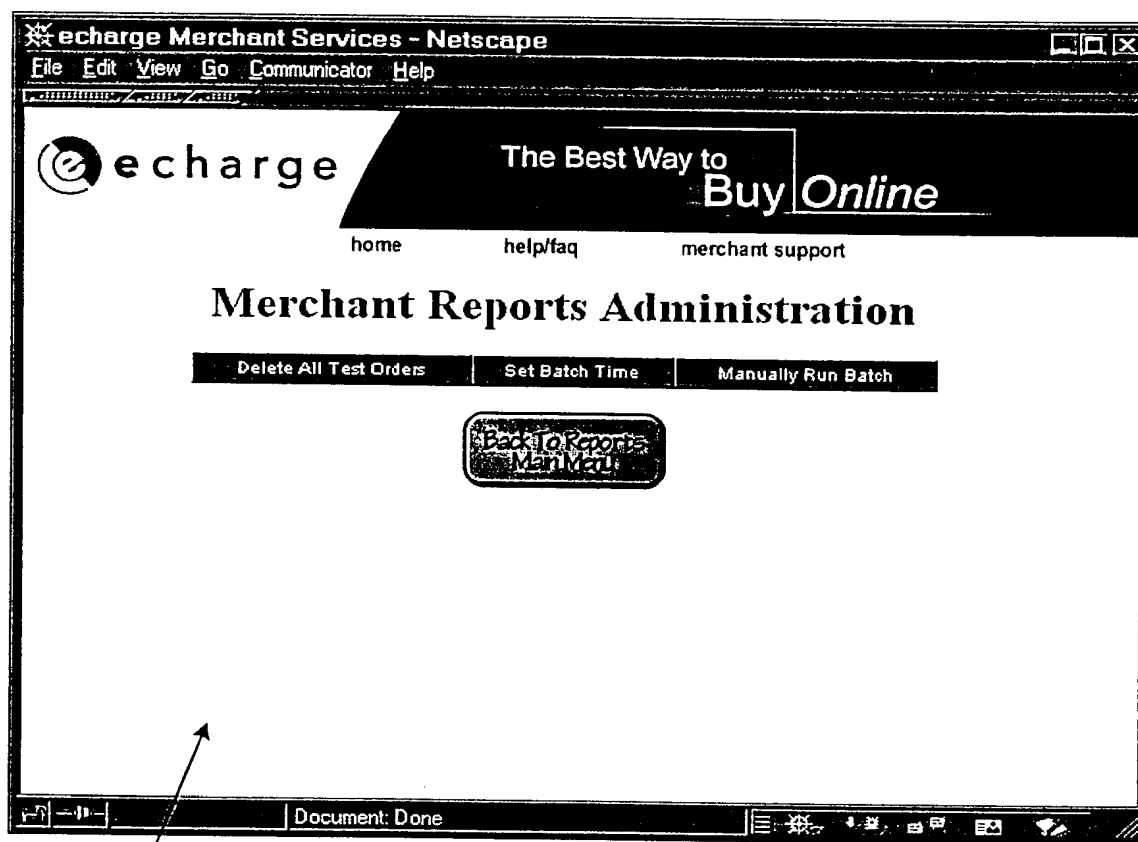 echarge Merchant Services - Netscape
File Edit View Go Communicator Help
e echarge
The Best Way to
Buy Online
home help/faq merchant support
Merchant Reports Administration
Delete All Test Orders Set Batch Time Manually Run Batch
Back To Reports
Main Menu
Document: Done